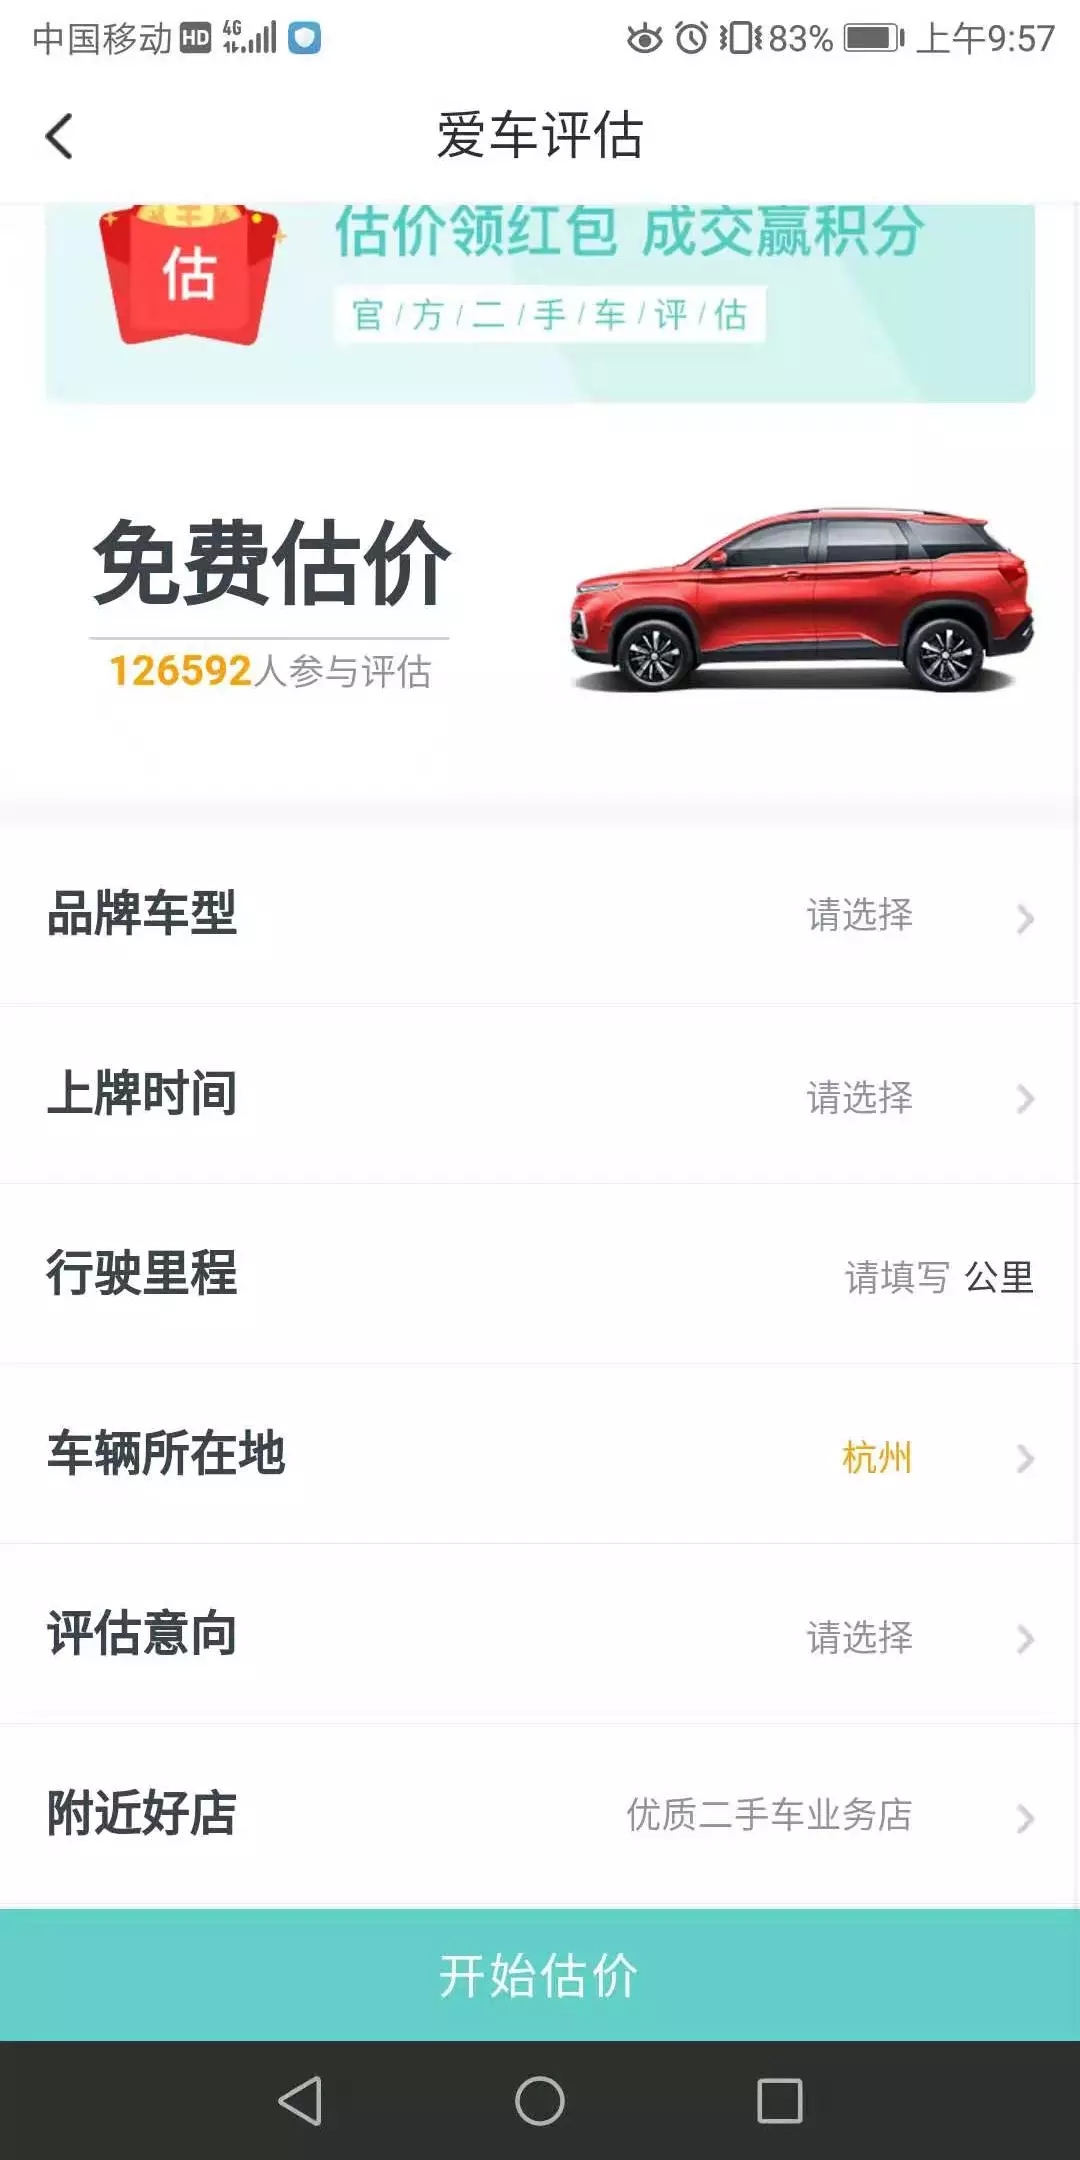 中国移动 HD 4G 83% 上午9:57
爱车评估
估
估价领红包 成交赢积分
官/方/二/手/车/评/估
免费估价
126592人参与评估
品牌车型 请选择
上牌时间 请选择
行驶里程 请填写 公里
车辆所在地 杭州
评估意向 请选择
附近好店 优质二手车业务店
开始估价